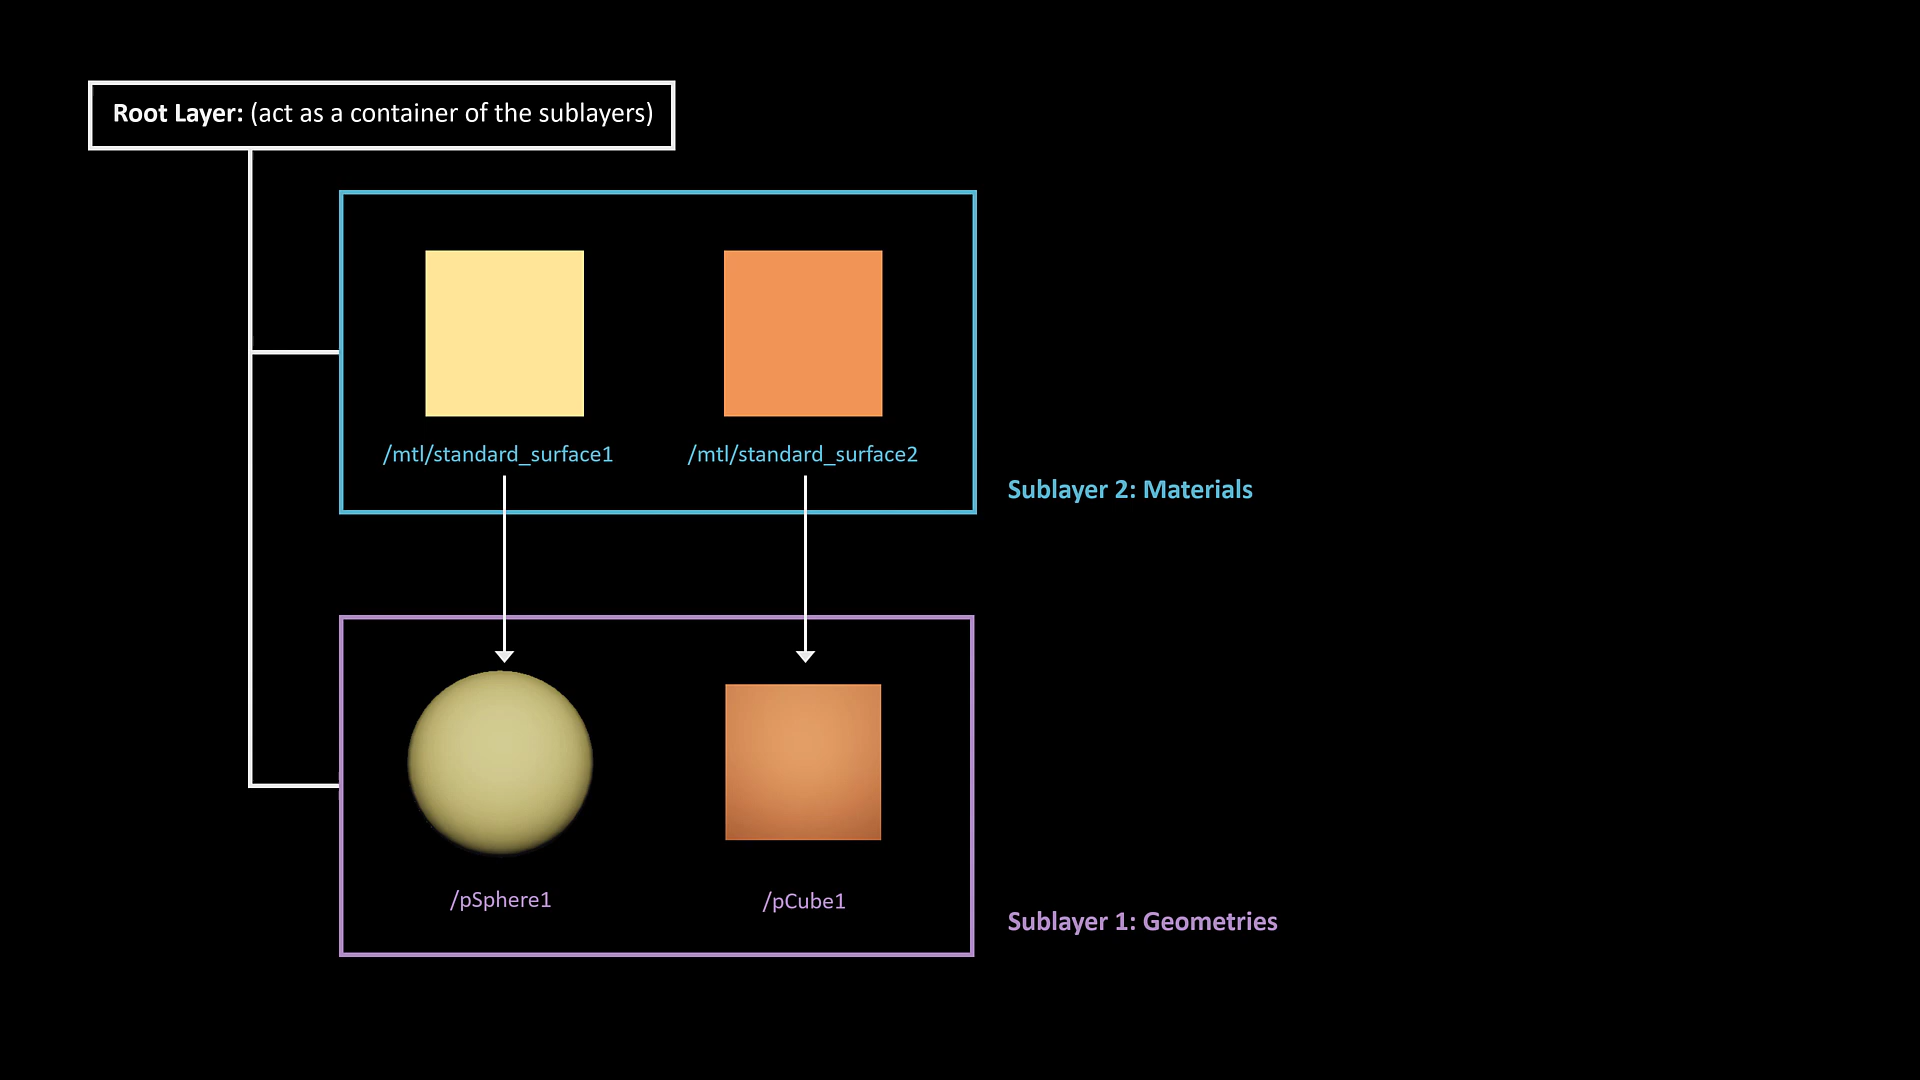 Root Layer: (act as a container of the sublayers)
/mtl/standard_surface1
/mtl/standard_surface2
Sublayer 2: Materials
/pSphere1
/pCube1
Sublayer 1: Geometries